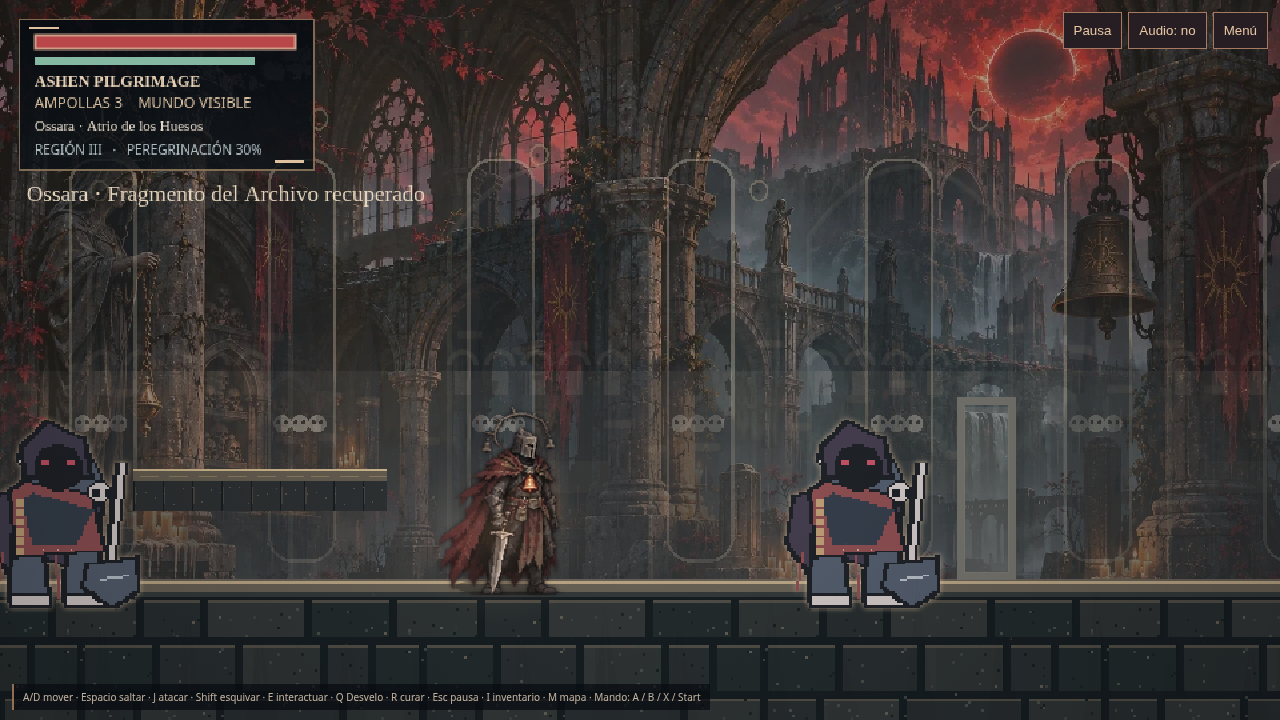 ASHEN PILGRIMAGE
AMPOLLAS 3 MUNDO VISIBLE
Ossara · Atrio de los Huesos
REGIÓN III · PEREGRINACIÓN 30%
Ossara · Fragmento del Archivo recuperado
Pausa
Audio: no
Menú
A/D mover · Espacio saltar · J atacar · Shift esquivar · E interactuar · Q Desvelo · R curar · Esc pausa · I inventario · M mapa · Mando: A / B / X / Start